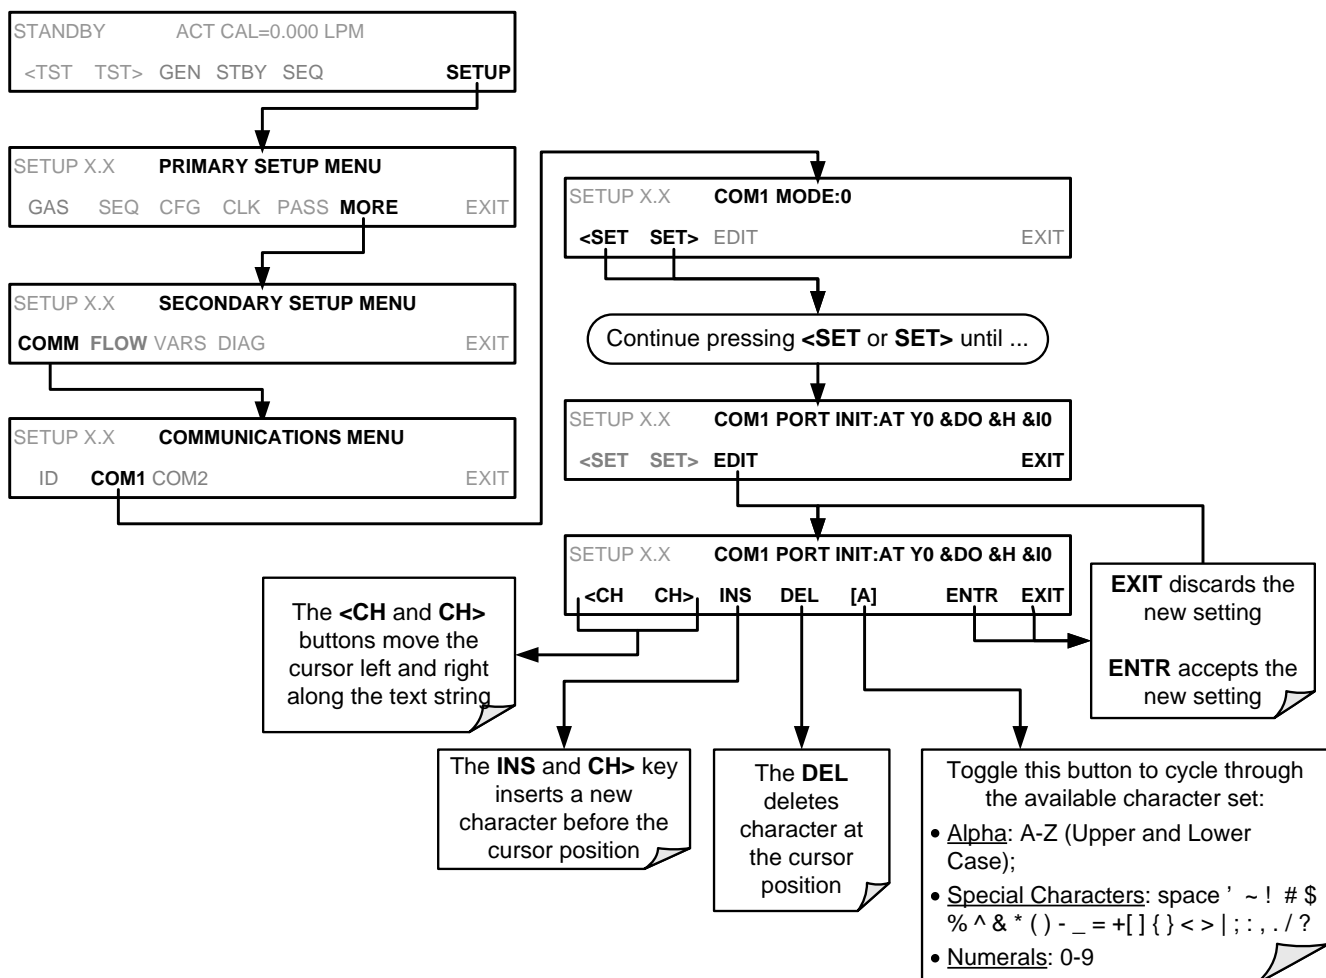 STANDBY ACT CAL=0.000 LPM
<TST TST> GEN STBY SEQ SETUP
SETUP X.X PRIMARY SETUP MENU
GAS SEQ CFG CLK PASS MORE EXIT
SETUP X.X SECONDARY SETUP MENU
COMM FLOW VARS DIAG EXIT
SETUP X.X COMMUNICATIONS MENU
ID COM1 COM2 EXIT
SETUP X.X COM1 MODE:0
<SET SET> EDIT EXIT
Continue pressing <SET or SET> until ...
SETUP X.X COM1 PORT INIT:AT Y0 &DO &H &I0
<SET SET> EDIT EXIT
SETUP X.X COM1 PORT INIT:AT Y0 &DO &H &I0
<CH CH> INS DEL [A] ENTR EXIT
The <CH and CH>
buttons move the
cursor left and right
along the text string
EXIT discards the
new setting
ENTR accepts the
new setting
The INS and CH> key
inserts a new
character before the
cursor position
The DEL
deletes
character at
the cursor
position
Toggle this button to cycle through
the available character set:
• Alpha: A-Z (Upper and Lower
Case);
• Special Characters: space ' ~ ! # $
% ^ & * ( ) - _ = +[ ] { } < > | ; : , . / ?
• Numerals: 0-9